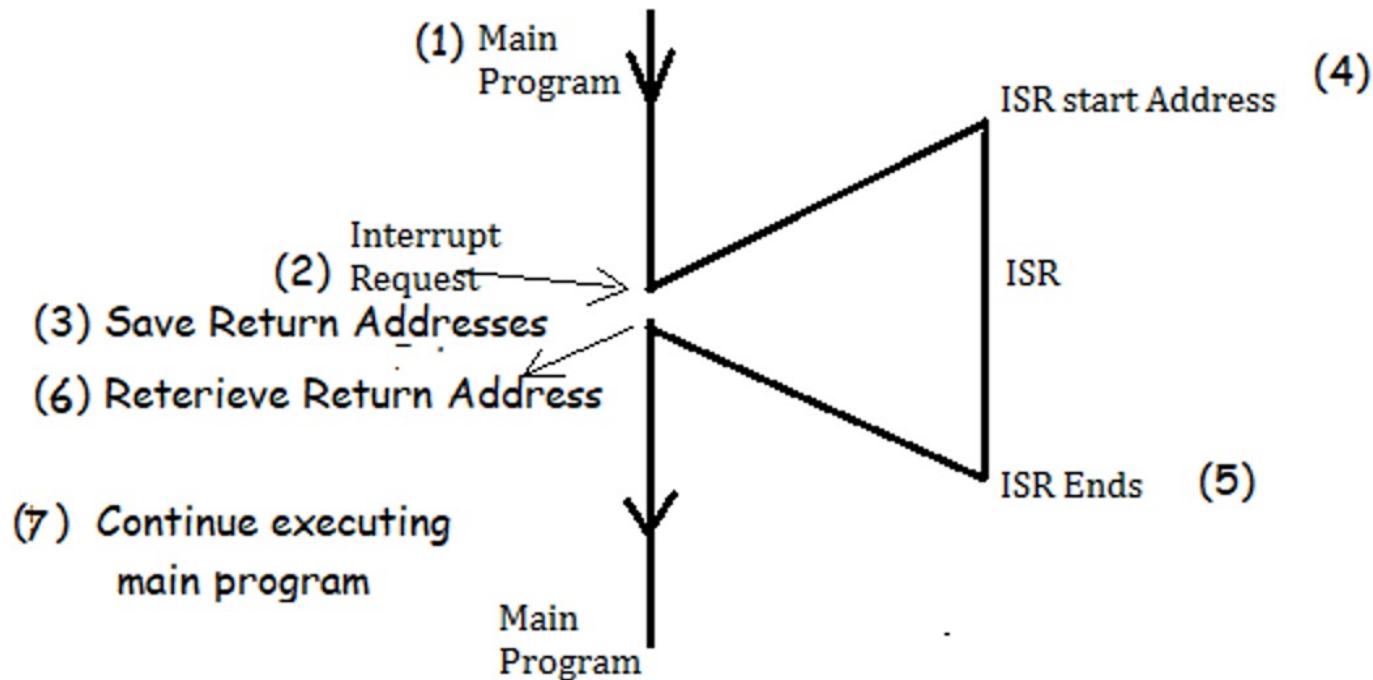 (1) Main
Program
(4)
ISR start Address
Interrupt
(2) Request
ISR
(3) Save Return Addresses
(6) Reterieve Return Address
ISR Ends (5)
(7) Continue executing
main program
Main
Program